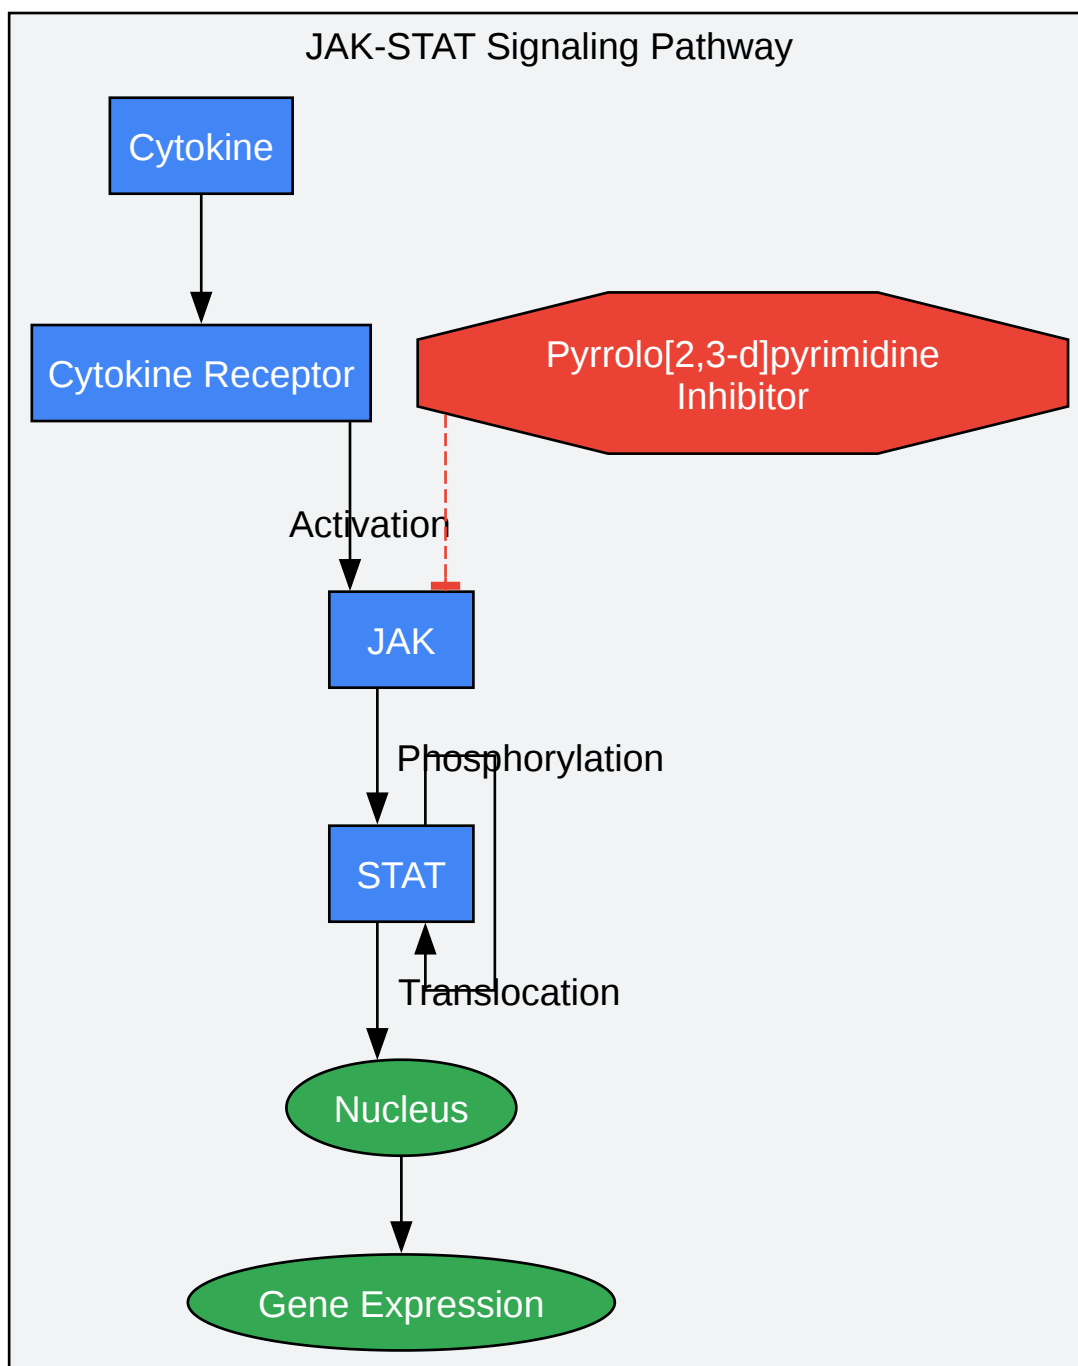 JAK-STAT Signaling Pathway
Cytokine
Cytokine Receptor
Pyrrolo[2,3-d]pyrimidine
Inhibitor
Activation
JAK
Phosphorylation
STAT
Translocation
Nucleus
Gene Expression